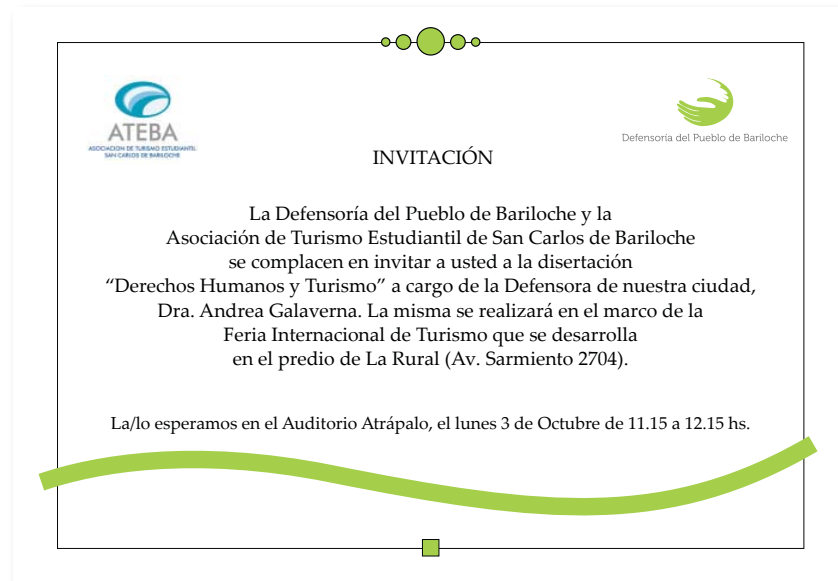 ATEBA
ASOCIACION DE TURISMO ESTUDIANTIL
SAN CARLOS DE BARILOCHE
Defensoría del Pueblo de Bariloche
INVITACIÓN
La Defensoría del Pueblo de Bariloche y la
Asociación de Turismo Estudiantil de San Carlos de Bariloche
se complacen en invitar a usted a la disertación
“Derechos Humanos y Turismo” a cargo de la Defensora de nuestra ciudad,
Dra. Andrea Galaverna. La misma se realizará en el marco de la
Feria Internacional de Turismo que se desarrolla
en el predio de La Rural (Av. Sarmiento 2704).
La/lo esperamos en el Auditorio Atrápalo, el lunes 3 de Octubre de 11.15 a 12.15 hs.